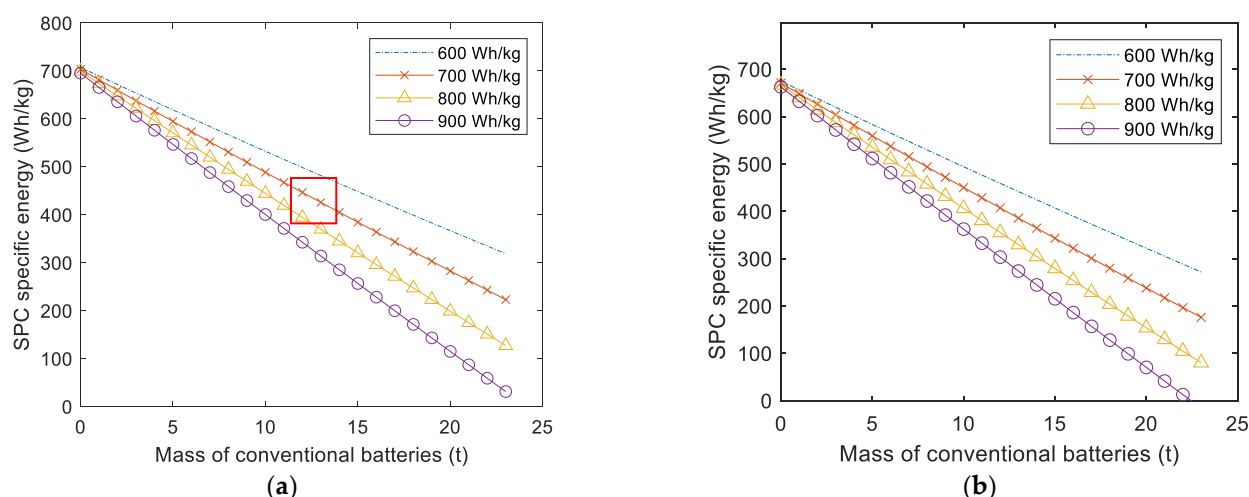 800
700
600
500
400
300
200
100
0
SPC specific energy (Wh/kg)
600 Wh/kg
700 Wh/kg
800 Wh/kg
900 Wh/kg
0 5 10 15 20 25
Mass of conventional batteries (t)
(a)
700
600
500
400
300
200
100
0
SPC specific energy (Wh/kg)
600 Wh/kg
700 Wh/kg
800 Wh/kg
900 Wh/kg
0 5 10 15 20 25
Mass of conventional batteries (t)
(b)